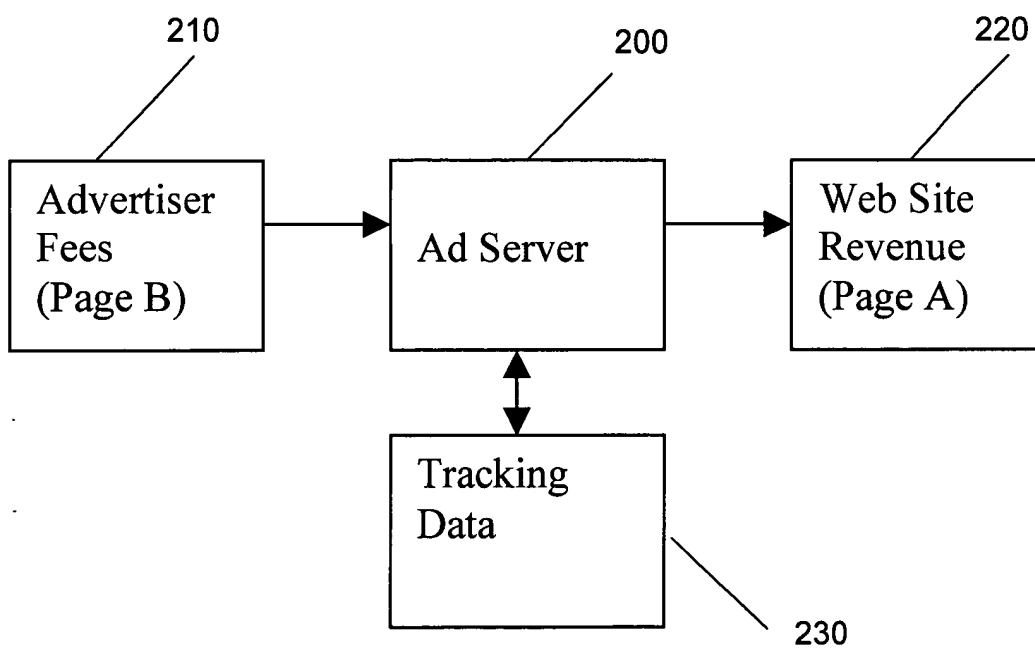 210
200
220
Advertiser
Fees
(Page B)
Ad Server
Web Site
Revenue
(Page A)
Tracking
Data
230